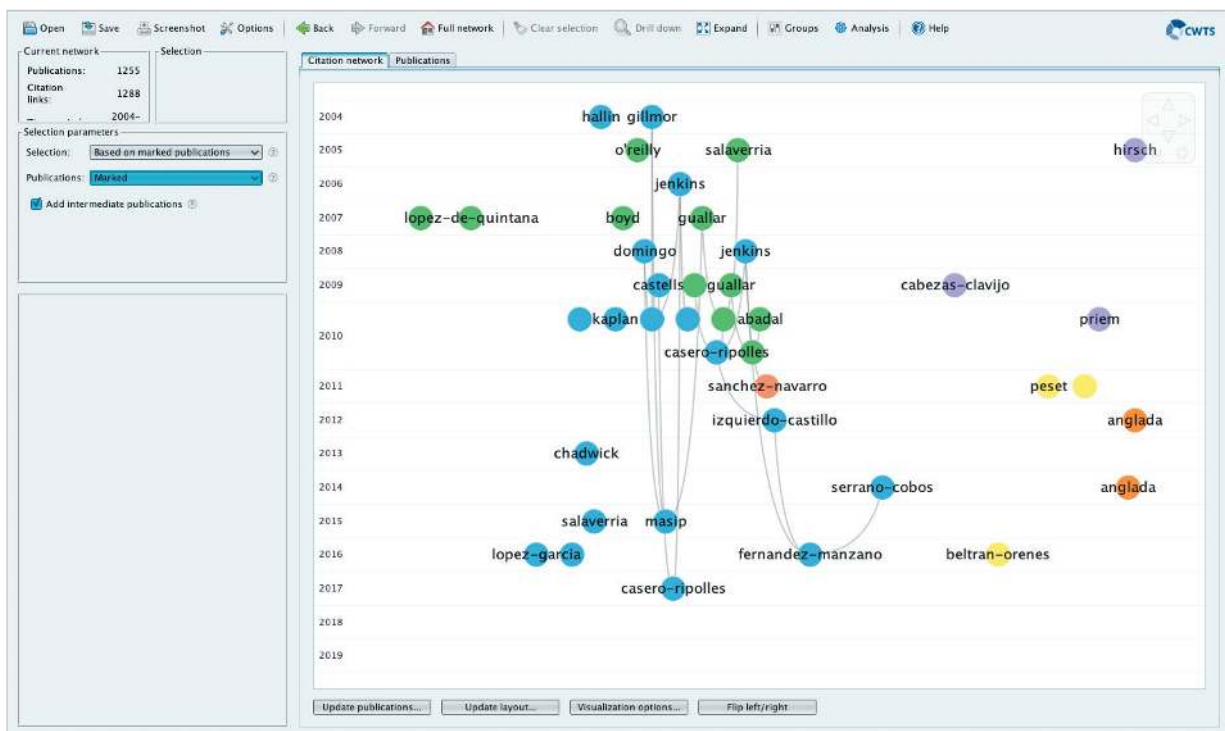 Open Save Screenshot Options Back Forward Full network Clear selection Drill down Expand Groups Analysis Help CWTS
Current network
Publications: 1255
Citation links: 1288
2004-
Selection
Selection parameters
Selection: Based on marked publications
Publications: Marked
Add intermediate publications
Citation network Publications
2004 hallin gillmor
2005 o'reilly salaverria hirsch
2006 jenkins
2007 lopez-de-quintana boyd guallar
2008 domingo jenkins
2009 castells guallar cabezas-clavijo
kaplan abadal priem
2010
casero-ripolles
2011 sanchez-navarro peset
2012 izquierdo-castillo anglada
2013 chadwick
2014 serrano-cobos anglada
2015 salaverria masip
2016 lopez-garcia fernandez-manzano beltran-orenes
2017 casero-ripolles
2018
2019
Update publications... Update layout... Visualization options... Flip left/right